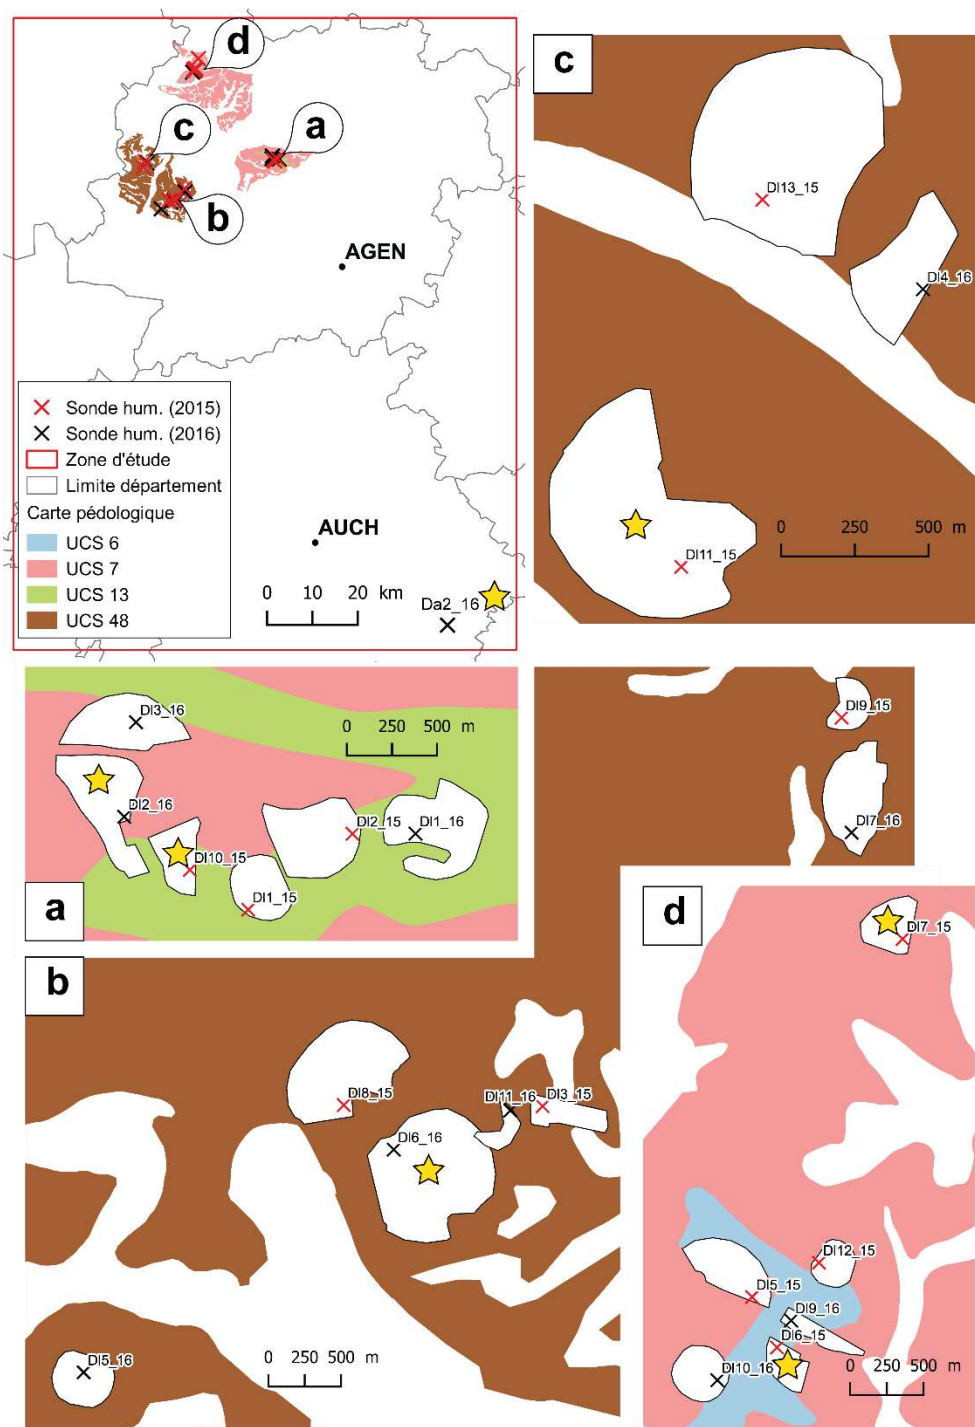 d
c
a
b
AGEN
Sonde hum. (2015)
Sonde hum. (2016)
Zone d'étude
Limite département
Carte pédologique
UCS 6
UCS 7
UCS 13
UCS 48
AUCH
0 10 20 km
Da2_16
c
DI13_15
DI4_16
0 250 500 m
DI11_15
a
DI3_16
0 250 500 m
DI2_16
DI2_15
DI1_16
DI10_15
DI1_15
b
DI9_15
DI7_16
DI8_15
DI11_16
DI3_15
DI6_16
DI5_16
0 250 500 m
d
DI7_15
DI12_15
DI5_15
DI9_16
DI6_15
DI10_16
0 250 500 m